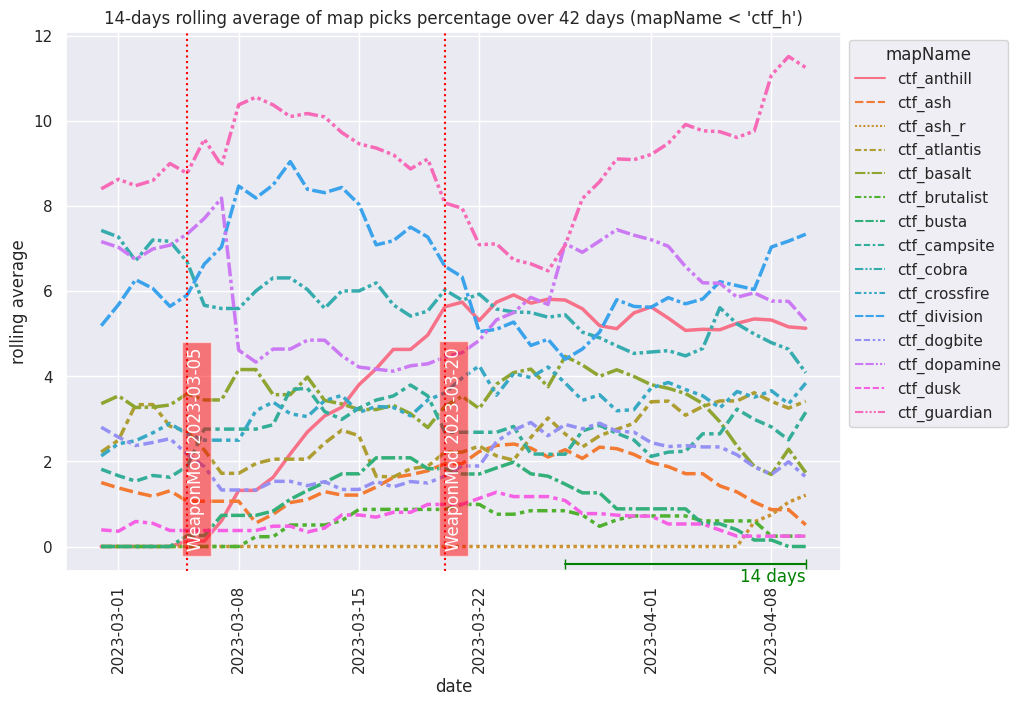 14-days rolling average of map picks percentage over 42 days (mapName < 'ctf_h')
12
10
8
6
4
2
0
rolling average
WeaponMod 2023-03-05
WeaponMod 2023-03-20
14 days
2023-03-01
2023-03-08
2023-03-15
2023-03-22
2023-04-01
2023-04-08
date
mapName
ctf_anthill
ctf_ash
ctf_ash_r
ctf_atlantis
ctf_basalt
ctf_brutalist
ctf_busta
ctf_campsite
ctf_cobra
ctf_crossfire
ctf_division
ctf_dogbite
ctf_dopamine
ctf_dusk
ctf_guardian